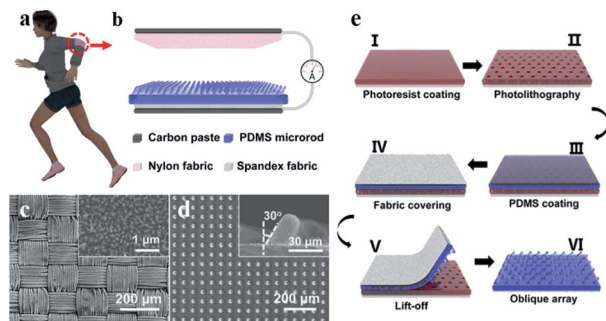 a
b
A
Carbon paste
PDMS microrod
Nylon fabric
Spandex fabric
c
1 μm
200 μm
d
30°
30 μm
200 μm
e
I
II
Photoresist coating
Photolithography
IV
III
Fabric covering
PDMS coating
V
VI
Lift-off
Oblique array